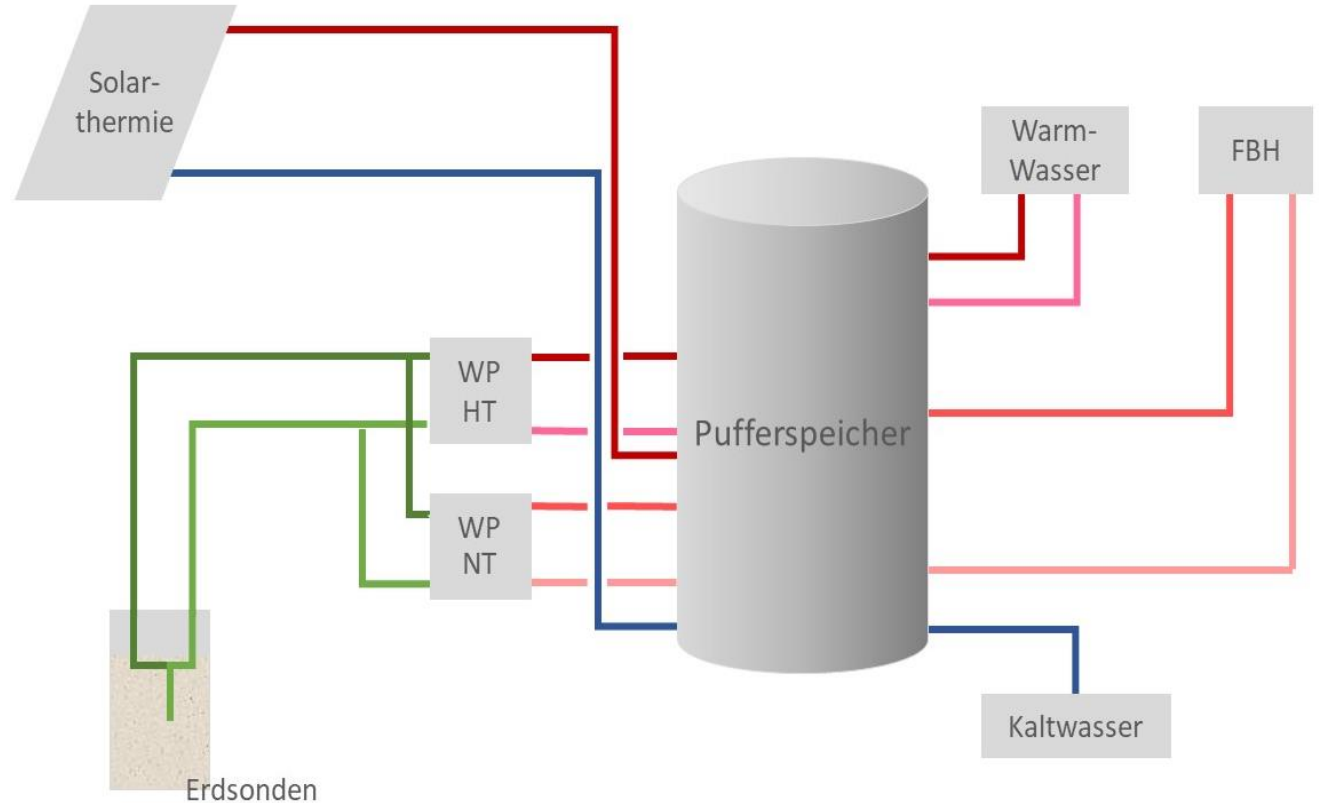 Solar-
thermie
Warm-
Wasser
FBH
WP
HT
Pufferspeicher
WP
NT
Kaltwasser
Erdsonden